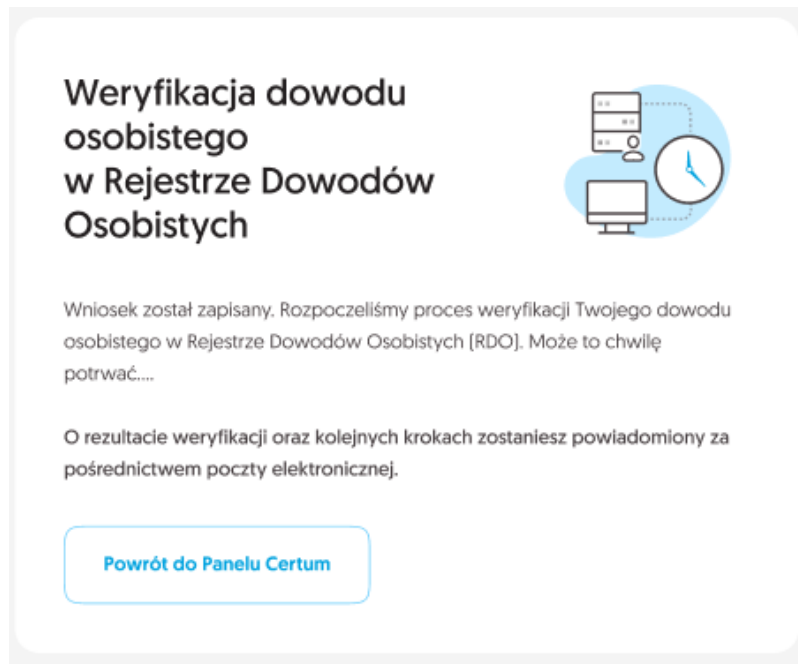 Weryfikacja dowodu
osobistego
w Rejestrze Dowodów
Osobistych
Wniosek został zapisany. Rozpoczeliśmy proces weryfikacji Twojego dowodu
osobistego w Rejestrze Dowodów Osobistych [RDO]. Może to chwilę
potrwać....
O rezultacie weryfikacji oraz kolejnych krokach zostaniesz powiadomiony za
pośrednictwem poczty elektronicznej.
Powrót do Panelu Certum